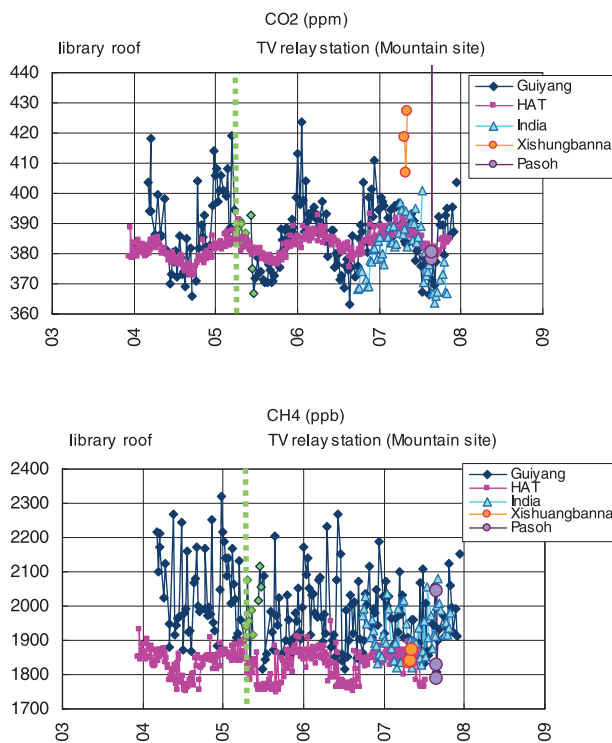 CO2 (ppm)
library roof TV relay station (Mountain site)
440
430
420
410
400
390
380
370
360
Guiyang
HAT
India
Xishungbanna
Pasoh
03 04 05 06 07 08 09
CH4 (ppb)
library roof TV relay station (Mountain site)
2400
2300
2200
2100
2000
1900
1800
1700
Guiyang
HAT
India
Xishuangbanna
Pasoh
03 04 05 06 07 08 09